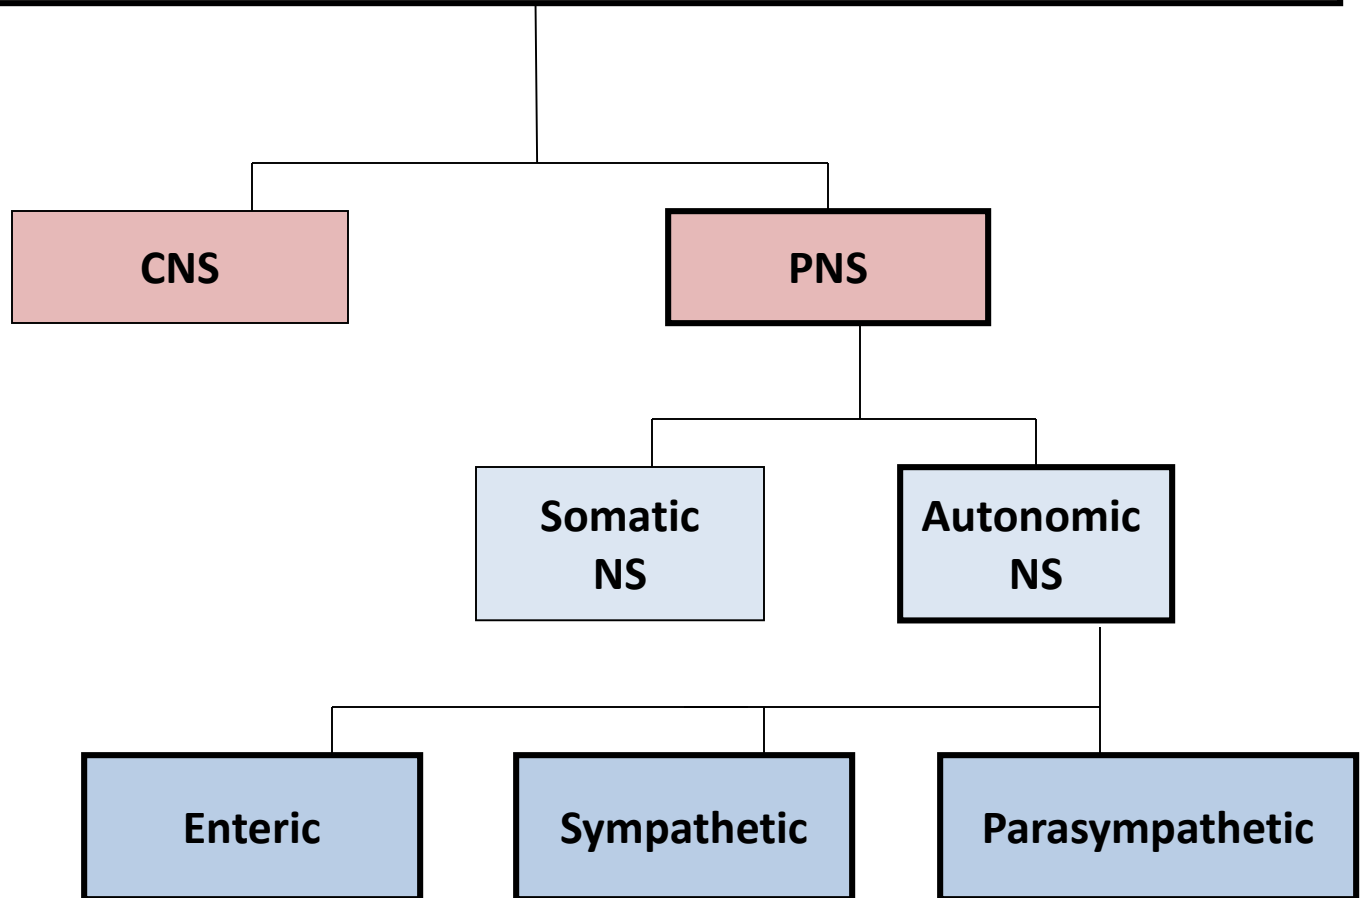 CNS
PNS
Somatic
NS
Autonomic
NS
Enteric
Sympathetic
Parasympathetic